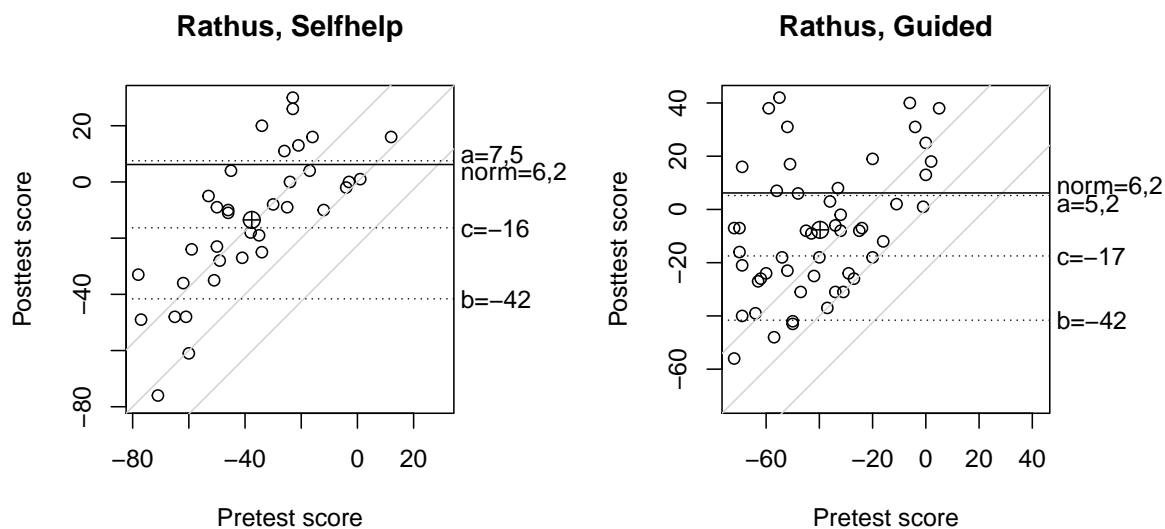 Rathus, Selfhelp
Posttest score
20
0
−40
−80
a=7,5
norm=6,2
c=−16
b=−42
−80
−40
0
20
Pretest score
Rathus, Guided
Posttest score
40
20
0
−20
−60
norm=6,2
a=5,2
c=−17
b=−42
−60
−20
0
20
40
Pretest score